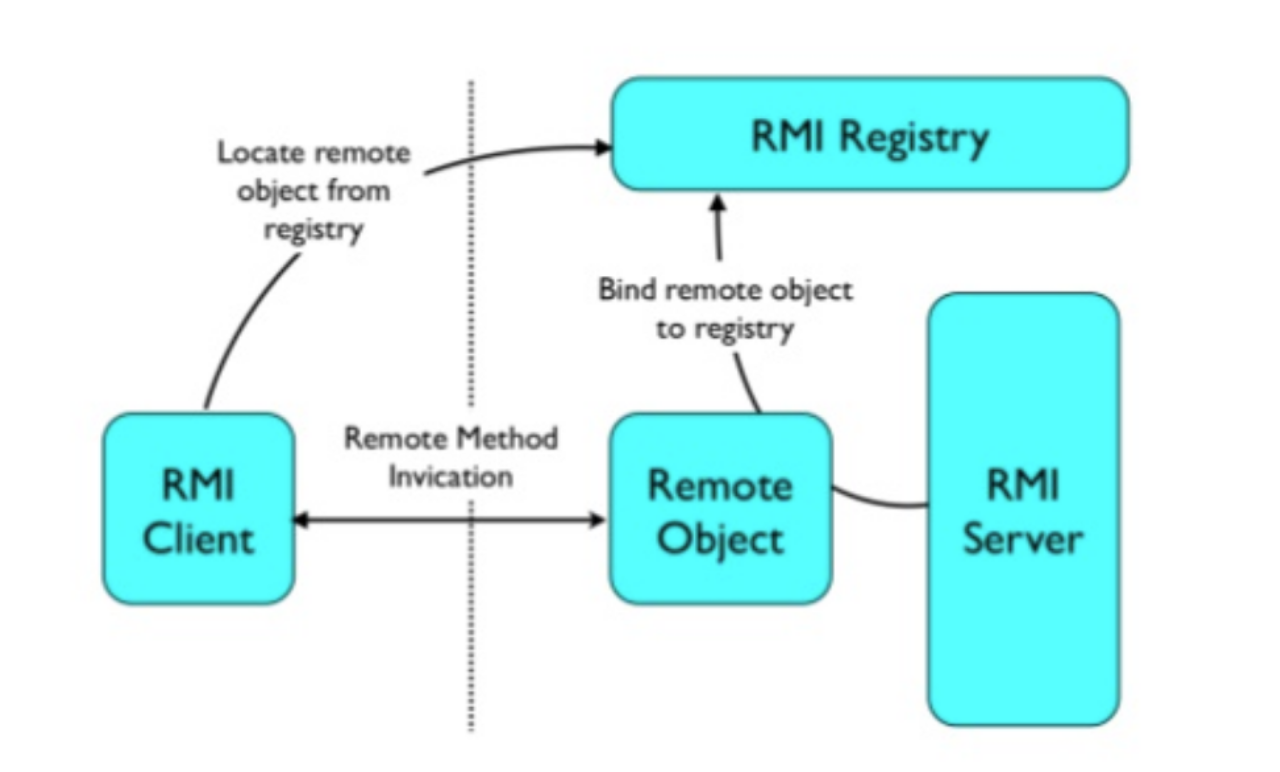 RMI Registry
Locate remote
object from
registry
Bind remote object
to registry
Remote Method
Invication
RMI
Client
Remote
Object
RMI
Server